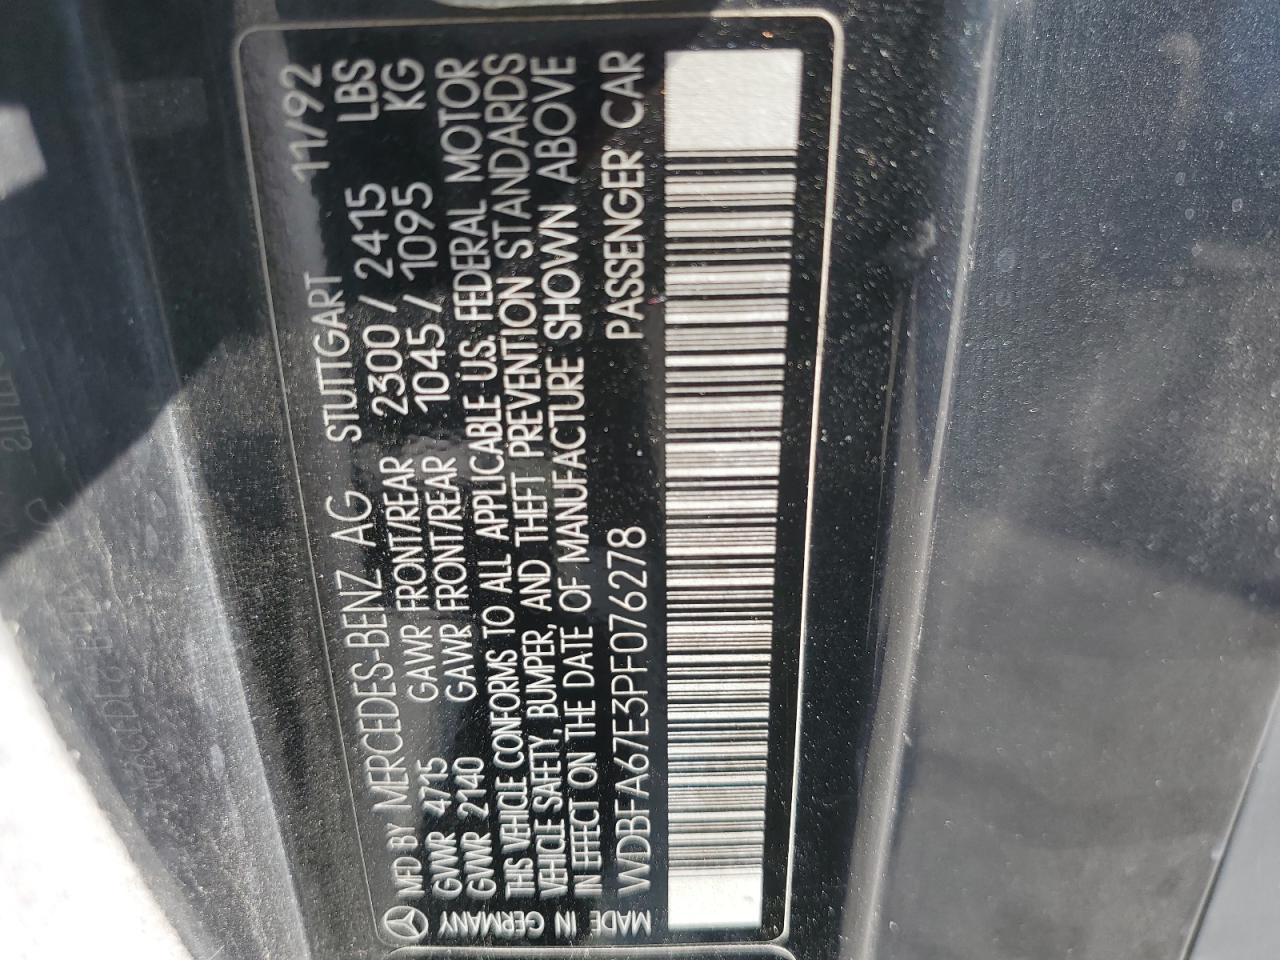 MFD BY MERCEDES-BENZ AG STUTTGART 11/92
GWWR 4715 GAWR FRONT/REAR 2300 / 2415 LBS
GWWR 2140 GAWR FRONT/REAR 1045 / 1095 KG
THIS VEHICLE CONFORMS TO ALL APPLICABLE U.S. FEDERAL MOTOR
VEHICLE SAFETY, BUMPER, AND THEFT PREVENTION STANDARDS
IN EFFECT ON THE DATE OF MANUFACTURE SHOWN ABOVE
MADE IN GERMANY
WDBFA67E3PF076278 PASSENGER CAR